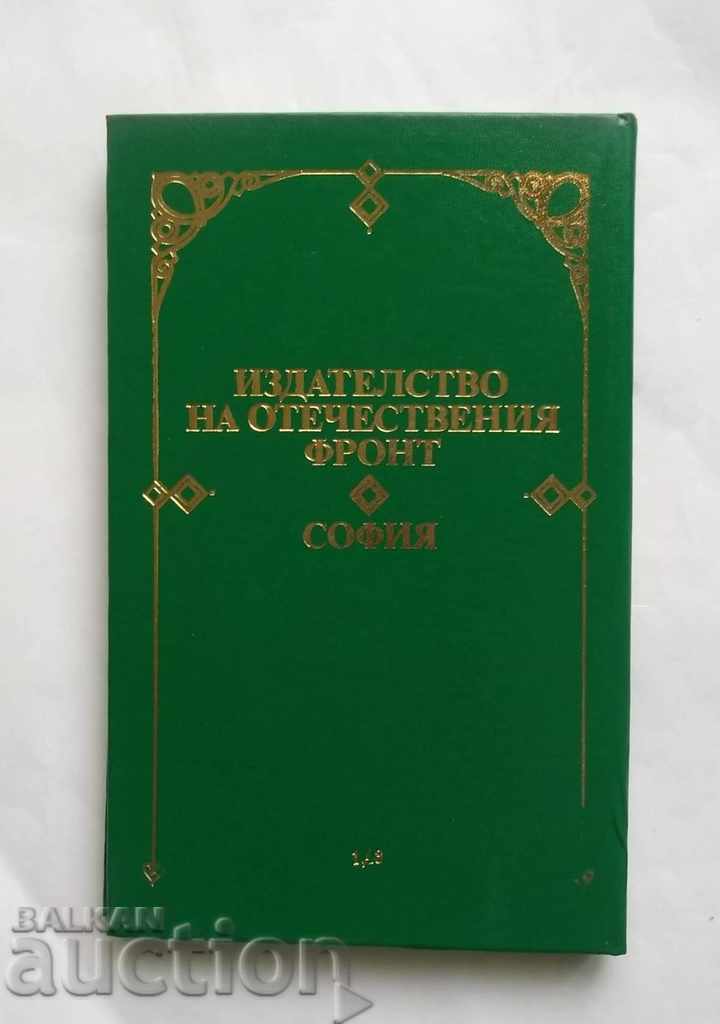 ИЗДАТЕЛСТВО
НА ОТЕЧЕСТВЕНИЯ
ФРОНТ
СОФИЯ
BALKAN
auction